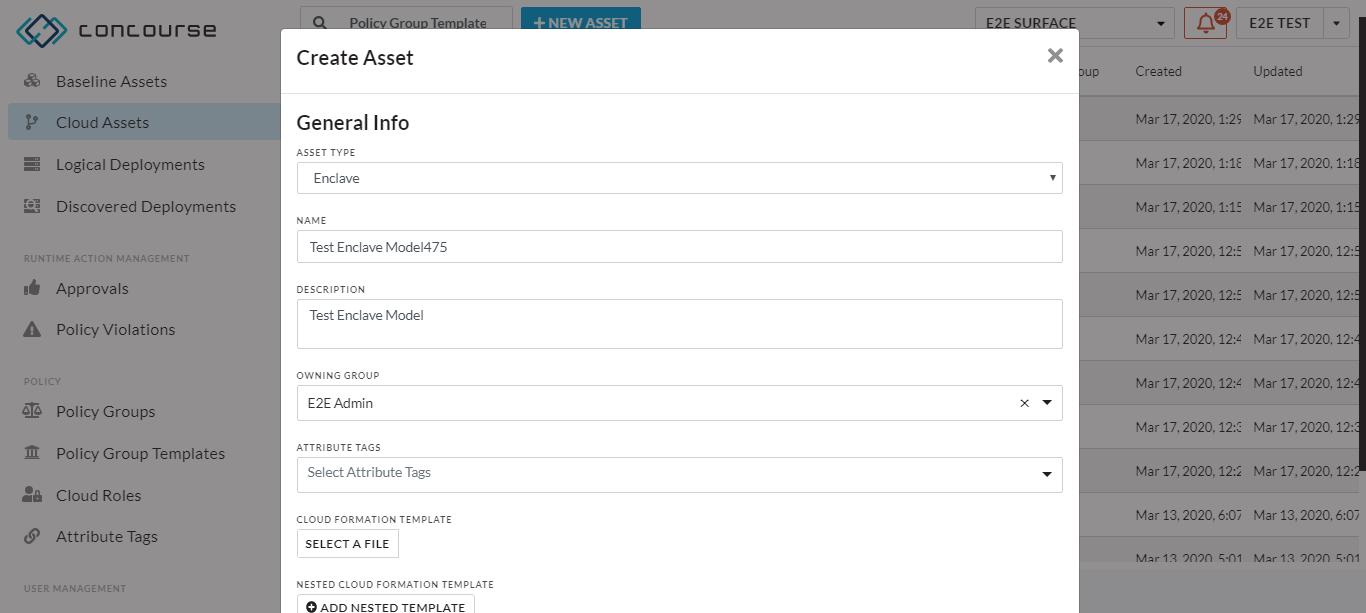 concourse
Policy Group Template
+ NEW ASSET
E2E SURFACE
24
E2E TEST
Baseline Assets
Cloud Assets
Logical Deployments
Discovered Deployments
RUNTIME ACTION MANAGEMENT
Approvals
Policy Violations
POLICY
Policy Groups
Policy Group Templates
Cloud Roles
Attribute Tags
USER MANAGEMENT
Create Asset
General Info
ASSET TYPE
Enclave
NAME
Test Enclave Model475
DESCRIPTION
Test Enclave Model
OWNING GROUP
E2E Admin
ATTRIBUTE TAGS
Select Attribute Tags
CLOUD FORMATION TEMPLATE
SELECT A FILE
NESTED CLOUD FORMATION TEMPLATE
ADD NESTED TEMPLATE
oup Created Updated
Mar 17, 2020, 1:29 Mar 17, 2020, 1:29
Mar 17, 2020, 1:18 Mar 17, 2020, 1:18
Mar 17, 2020, 1:15 Mar 17, 2020, 1:15
Mar 17, 2020, 12:5 Mar 17, 2020, 12:5
Mar 17, 2020, 12:5 Mar 17, 2020, 12:5
Mar 17, 2020, 12:4 Mar 17, 2020, 12:4
Mar 17, 2020, 12:4 Mar 17, 2020, 12:4
Mar 17, 2020, 12:3 Mar 17, 2020, 12:3
Mar 17, 2020, 12:2 Mar 17, 2020, 12:2
Mar 13, 2020, 6:07 Mar 13, 2020, 6:07
Mar 13, 2020, 5:01 Mar 13, 2020, 5:01